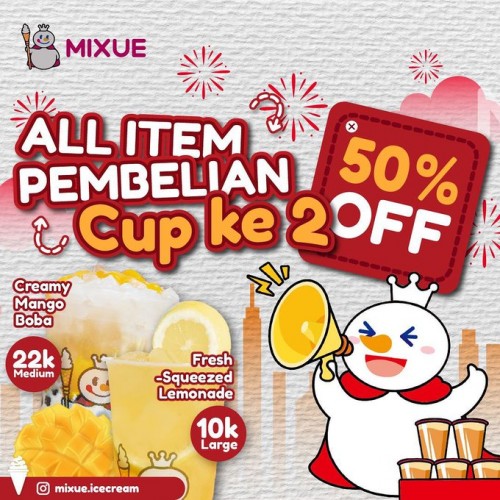 MIXUE
ALL ITEM
PEMBELIAN
Cup ke 2
50%
OFF
Creamy
Mango
Boba
22k
Medium
Fresh
-Squeezed
Lemonade
10k
Large
mixue.icecream